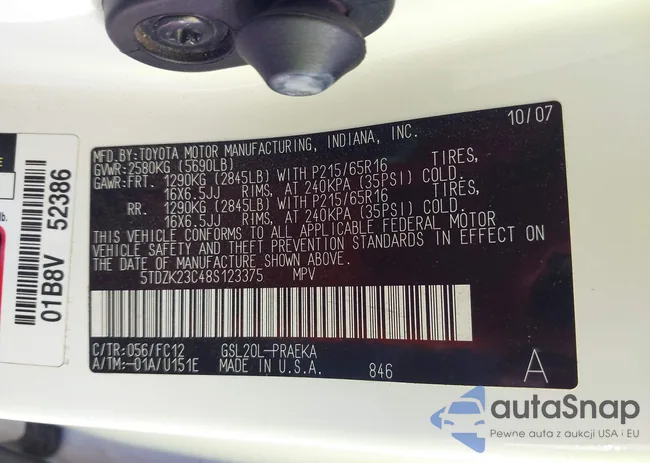 10/07
MFD.BY:TOYOTA MOTOR MANUFACTURING, INDIANA, INC.
GVWR:2580KG (5690LB)
GAWR:FRT. 1290KG (2845LB) WITH P215/65R16 TIRES,
16X6.5JJ RIMS, AT 240KPA (35PSI) COLD.
RR. 1290KG (2845LB) WITH P215/65R16 TIRES,
16X6.5JJ RIMS, AT 240KPA (35PSI) COLD.
THIS VEHICLE CONFORMS TO ALL APPLICABLE FEDERAL MOTOR
VEHICLE SAFETY AND THEFT PREVENTION STANDARDS IN EFFECT ON
THE DATE OF MANUFACTURE SHOWN ABOVE.
5TDZK23C48S123375 MPV
C/TR:056/FC12 GSL20L-PRAEKA
A/TM:-01A/U151E MADE IN U.S.A. 846 A
01B8V 52386
lb.
autaSnap
Pewne auta z aukcji USA i EU